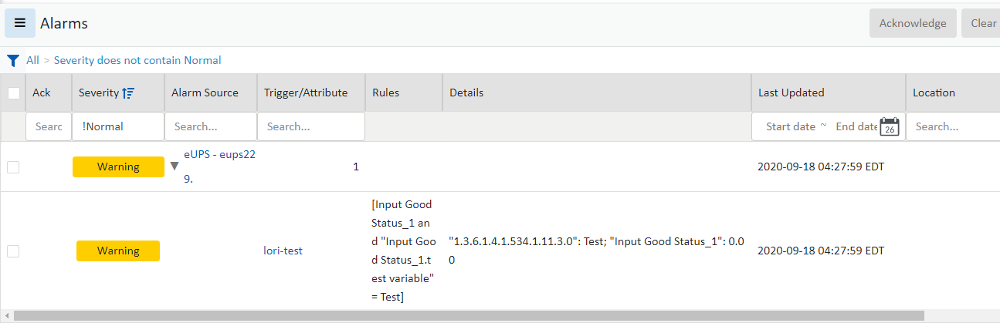 Alarms
Acknowledge
Clear
All > Severity does not contain Normal
Ack
Severity
Alarm Source
Trigger/Attribute
Rules
Details
Last Updated
Location
Searc
!Normal
Search...
Search...
Start date ~ End date
26
Search...
Warning
eUPS - eups22
9.
1
2020-09-18 04:27:59 EDT
Warning
lori-test
[Input Good
Status_1 an
d "Input Goo
d Status_1.t
est variable"
= Test]
"1.3.6.1.4.1.534.1.11.3.0": Test; "Input Good Status_1": 0.0
0
2020-09-18 04:27:59 EDT